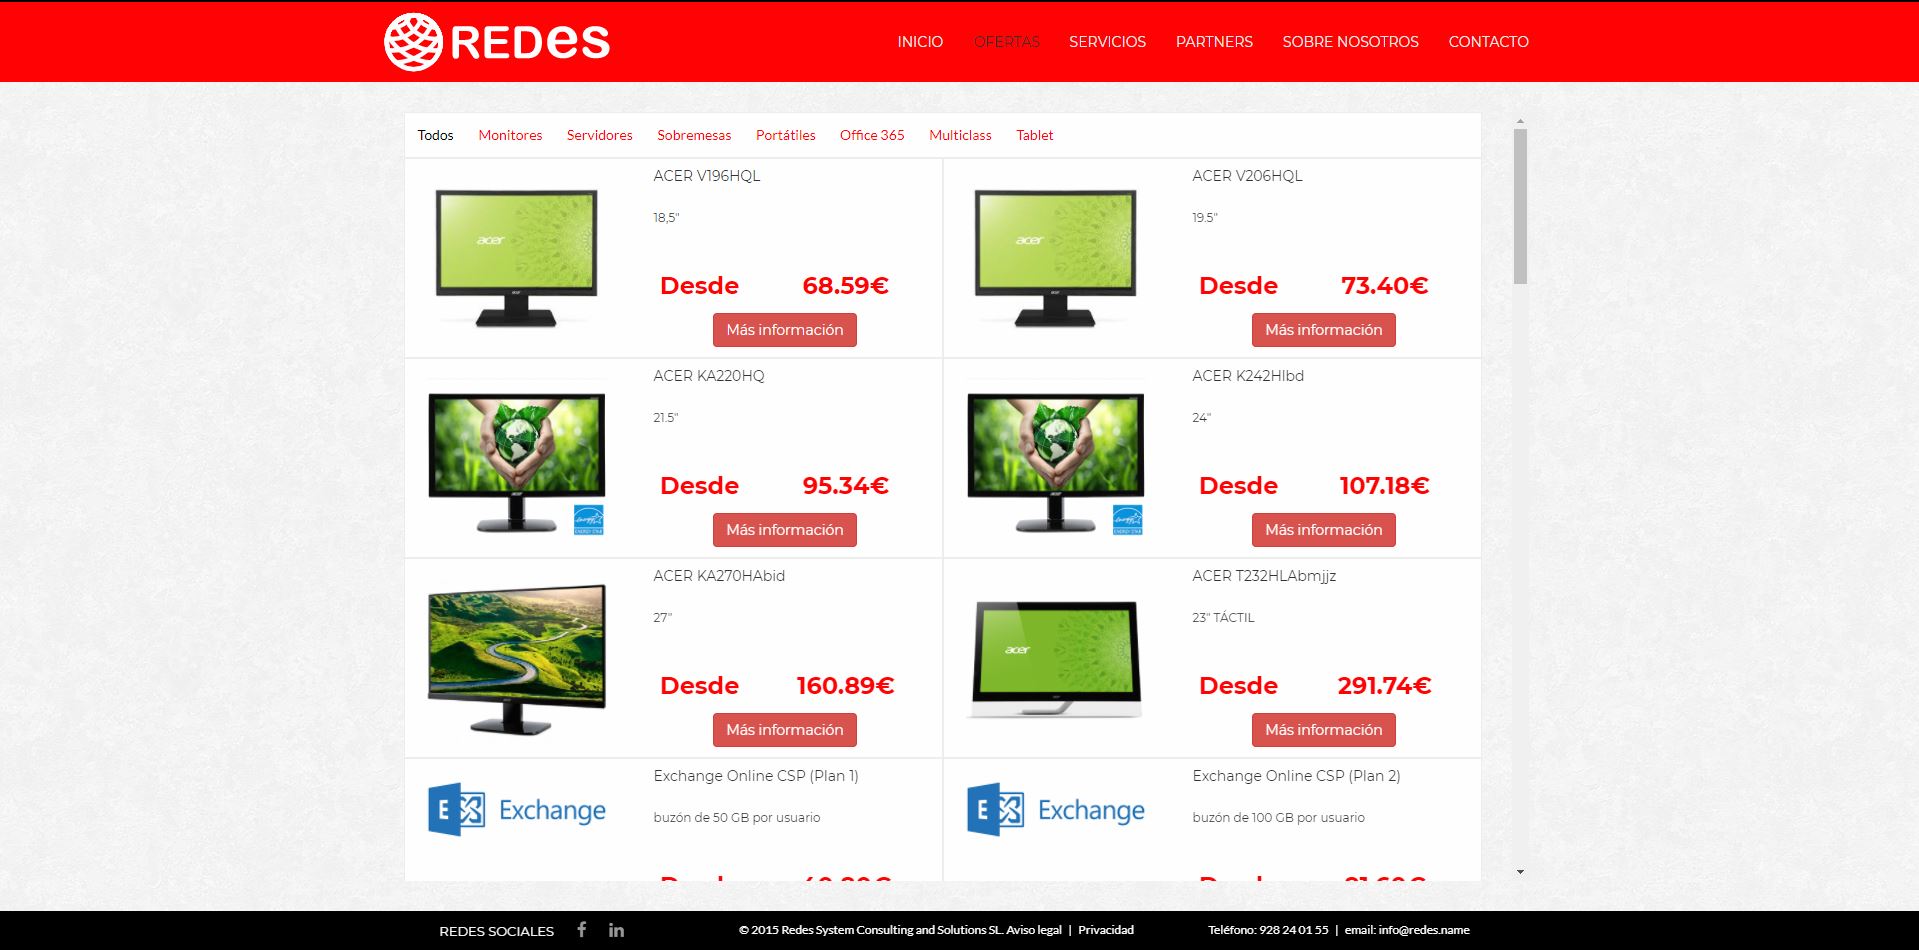 REDes
INICIO OFERTAS SERVICIOS PARTNERS SOBRE NOSOTROS CONTACTO
Todos Monitores Servidores Sobremesas Portátiles Office 365 Multiclass Tablet
ACER V196HQL
18,5"
acer
Desde 68.59€
Más información
ACER V206HQL
19.5"
acer
Desde 73.40€
Más información
ACER KA220HQ
21.5"
Desde 95.34€
Más información
ACER K242Hlbd
24"
Desde 107.18€
Más información
ACER KA270HAbid
27"
Desde 160.89€
Más información
ACER T232HLAbmjjz
23" TÁCTIL
acer
Desde 291.74€
Más información
Exchange Online CSP (Plan 1)
E Exchange
buzón de 50 GB por usuario
Exchange Online CSP (Plan 2)
E Exchange
buzón de 100 GB por usuario
REDES SOCIALES f in © 2015 Redes System Consulting and Solutions SL. Aviso legal | Privacidad Teléfono: 928 24 01 55 | email: info@redes.name